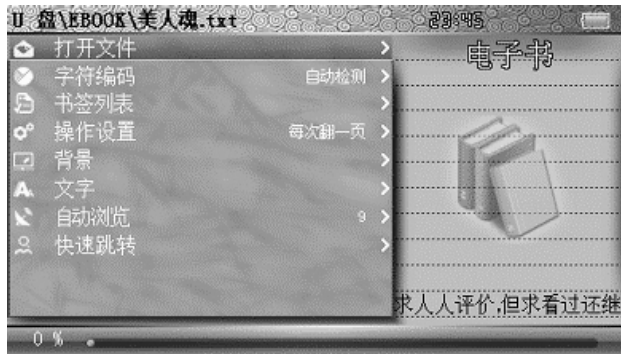 U 盘\EBOOK\美人魂.txt 23:45
打开文件
电子书
字符编码 自动检测
书签列表
操作设置 每次翻一页
背景
文字
自动浏览 9
快速跳转
求人人评价,但求看过还继
0 %